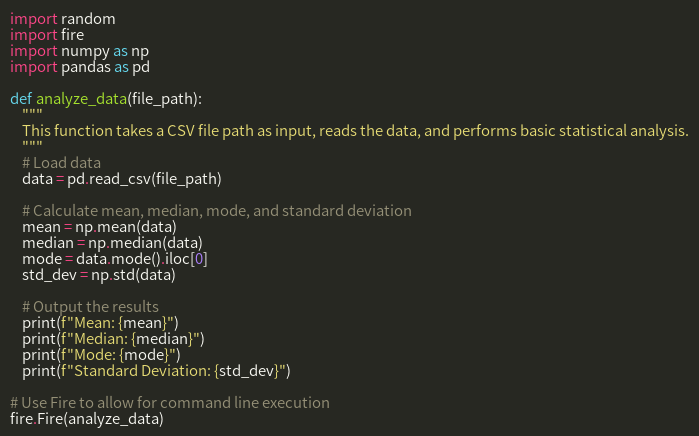 import random
import fire
import numpy as np
import pandas as pd

def analyze_data(file_path):
    """
    This function takes a CSV file path as input, reads the data, and performs basic statistical analysis.
    """
    # Load data
    data = pd.read_csv(file_path)

    # Calculate mean, median, mode, and standard deviation
    mean = np.mean(data)
    median = np.median(data)
    mode = data.mode().iloc[0]
    std_dev = np.std(data)

    # Output the results
    print(f"Mean: {mean}")
    print(f"Median: {median}")
    print(f"Mode: {mode}")
    print(f"Standard Deviation: {std_dev}")

# Use Fire to allow for command line execution
fire.Fire(analyze_data)